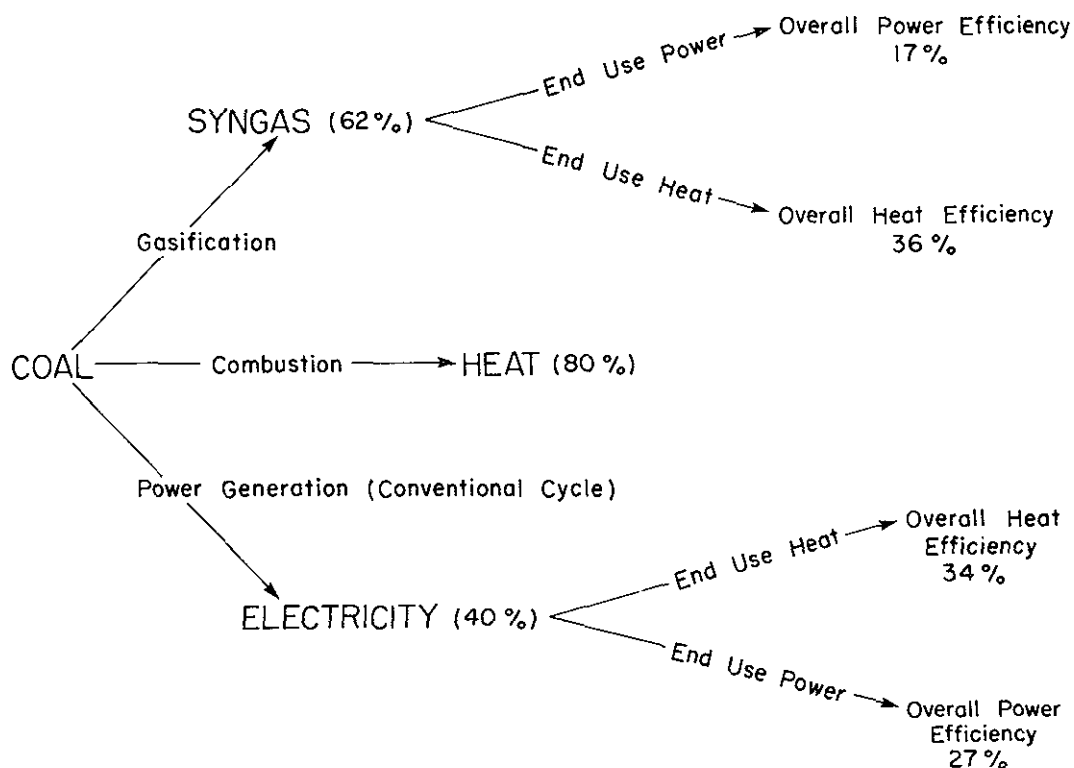 End Use Power
Overall Power Efficiency
17%
SYNGAS (62%)
End Use Heat
Overall Heat Efficiency
36%
Gasification
COAL
Combustion
HEAT (80%)
Power Generation (Conventional Cycle)
End Use Heat
Overall Heat
Efficiency
34%
ELECTRICITY (40%)
End Use Power
Overall Power
Efficiency
27%